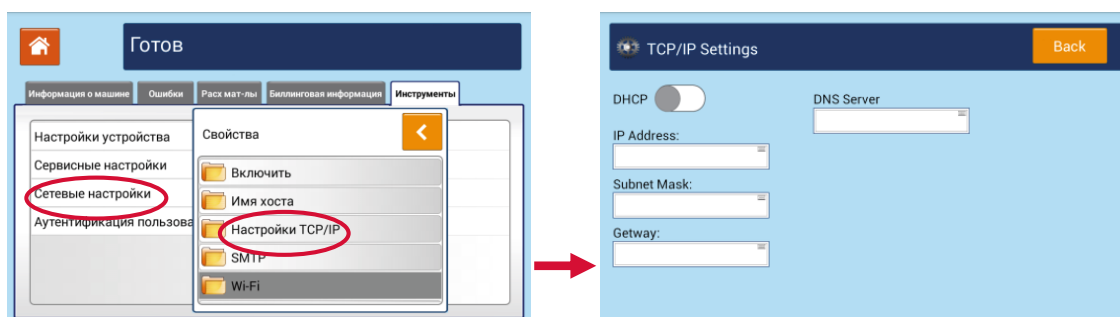 Готов
Информация о машине
Ошибки
Расх мат-лы
Биллинговая информация
Инструменты
Настройки устройства
Сервисные настройки
Сетевые настройки
Аутентификация пользова
Свойства
Включить
Имя хоста
Настройки TCP/IP
SMTP
Wi-Fi
TCP/IP Settings
Back
DHCP
DNS Server
IP Address:
Subnet Mask:
Getway: